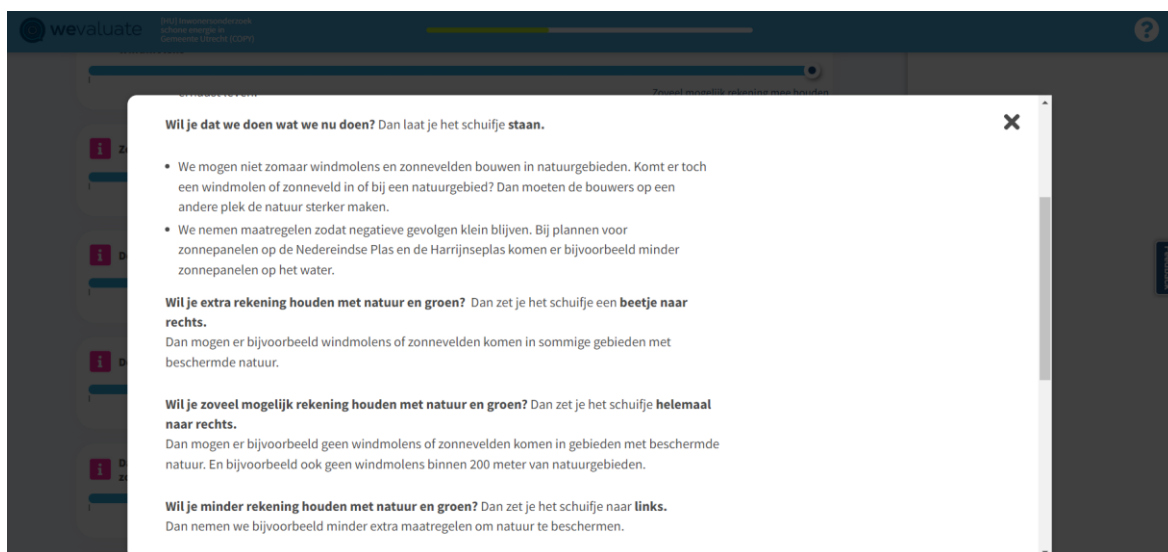 wevaluate
[HU] Inwonersonderzoek
schone energie in
Gemeente Utrecht (COPY)
?
Zoveel mogelijk rekening mee houden
Wil je dat we doen wat we nu doen? Dan laat je het schuifje staan.
• We mogen niet zomaar windmolens en zonnevelden bouwen in natuurgebieden. Komt er toch
een windmolen of zonneveld in of bij een natuurgebied? Dan moeten de bouwers op een
andere plek de natuur sterker maken.
• We nemen maatregelen zodat negatieve gevolgen klein blijven. Bij plannen voor
zonnepanelen op de Nedereindse Plas en de Harrijnseplas komen er bijvoorbeeld minder
zonnepanelen op het water.
Wil je extra rekening houden met natuur en groen? Dan zet je het schuifje een beetje naar
rechts.
Dan mogen er bijvoorbeeld windmolens of zonnevelden komen in sommige gebieden met
beschermde natuur.
Wil je zoveel mogelijk rekening houden met natuur en groen? Dan zet je het schuifje helemaal
naar rechts.
Dan mogen er bijvoorbeeld geen windmolens of zonnevelden komen in gebieden met beschermde
natuur. En bijvoorbeeld ook geen windmolens binnen 200 meter van natuurgebieden.
Wil je minder rekening houden met natuur en groen? Dan zet je het schuifje naar links.
Dan nemen we bijvoorbeeld minder extra maatregelen om natuur te beschermen.